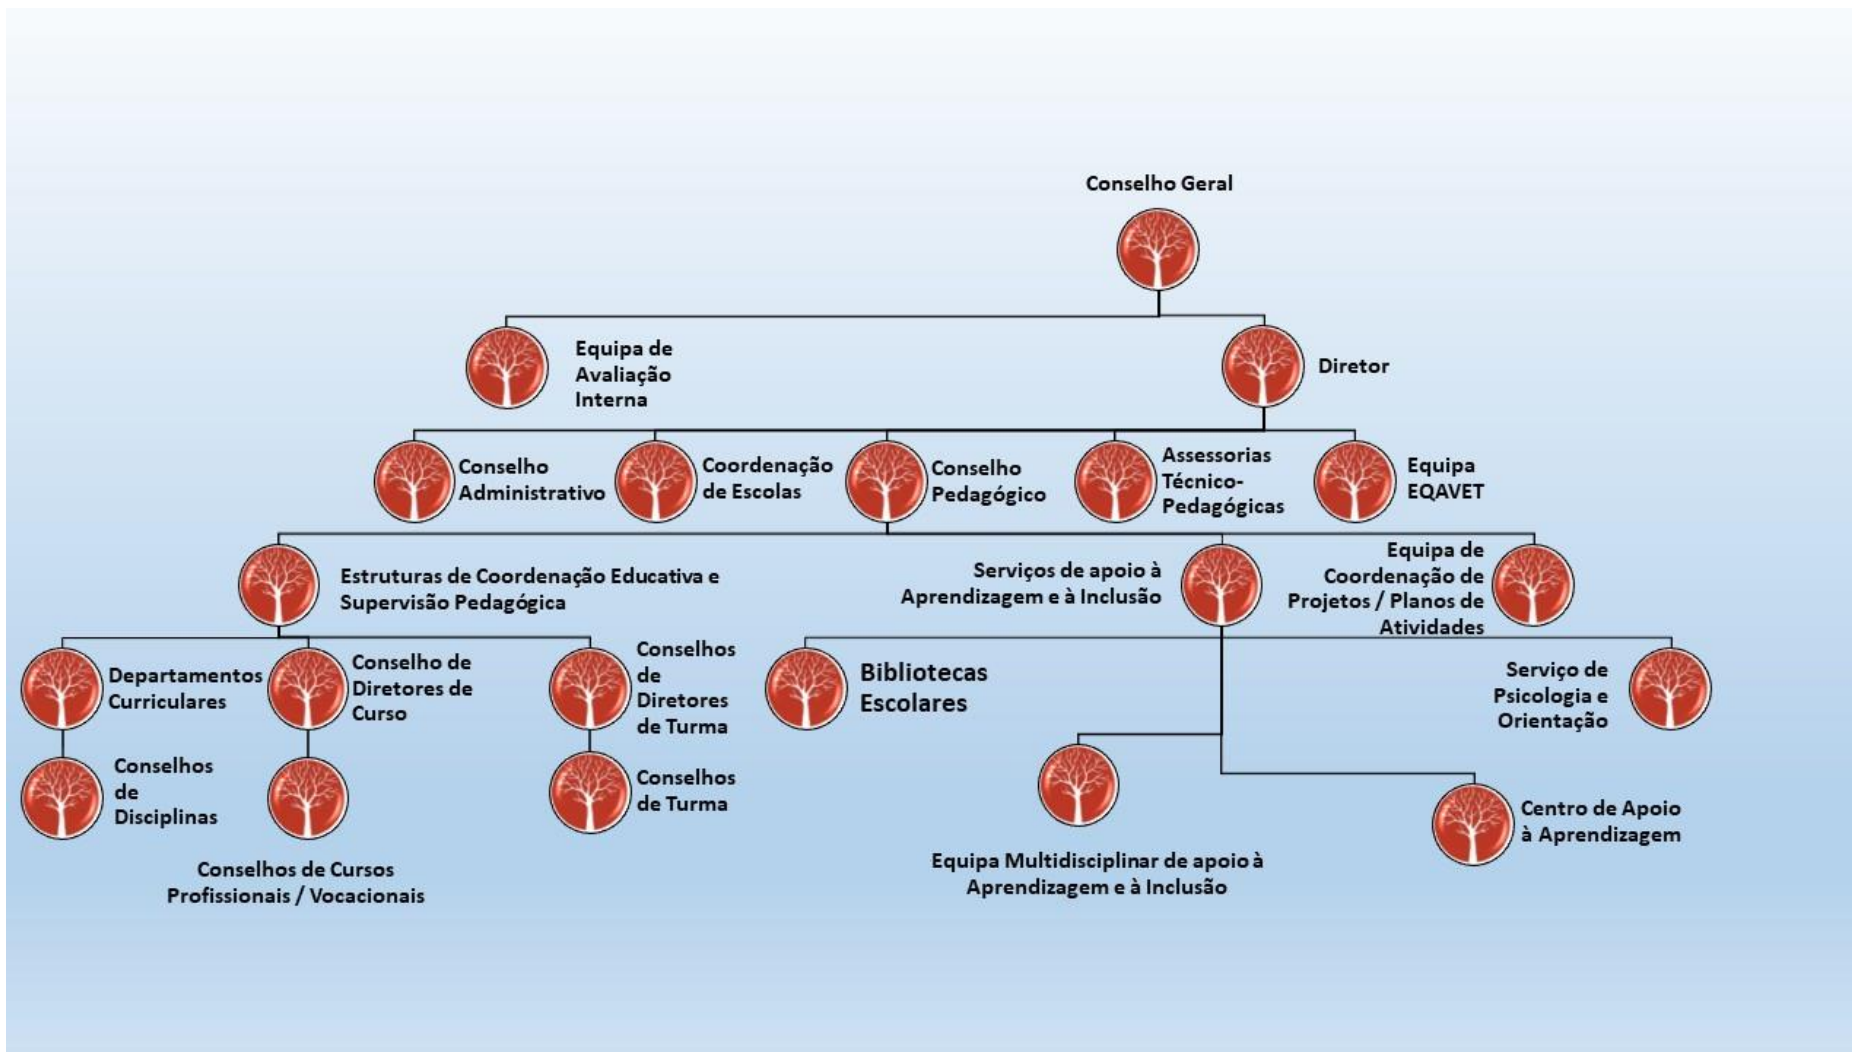 Conselho Geral
Equipa de
Avaliação
Interna
Diretor
Conselho
Administrativo
Coordenação
de Escolas
Conselho
Pedagógico
Assessorias
Técnico-
Pedagógicas
Equipa
EQAVET
Estruturas de Coordenação Educativa e
Supervisão Pedagógica
Serviços de apoio à
Aprendizagem e à Inclusão
Equipa de
Coordenação de
Projetos / Planos de
Atividades
Departamentos
Curriculares
Conselho de
Diretores de
Curso
Conselhos
de
Diretores
de Turma
Bibliotecas
Escolares
Serviço de
Psicologia e
Orientação
Conselhos
de
Disciplinas
Conselhos de Cursos
Profissionais / Vocacionais
Conselhos
de Turma
Equipa Multidisciplinar de apoio à
Aprendizagem e à Inclusão
Centro de Apoio
à Aprendizagem